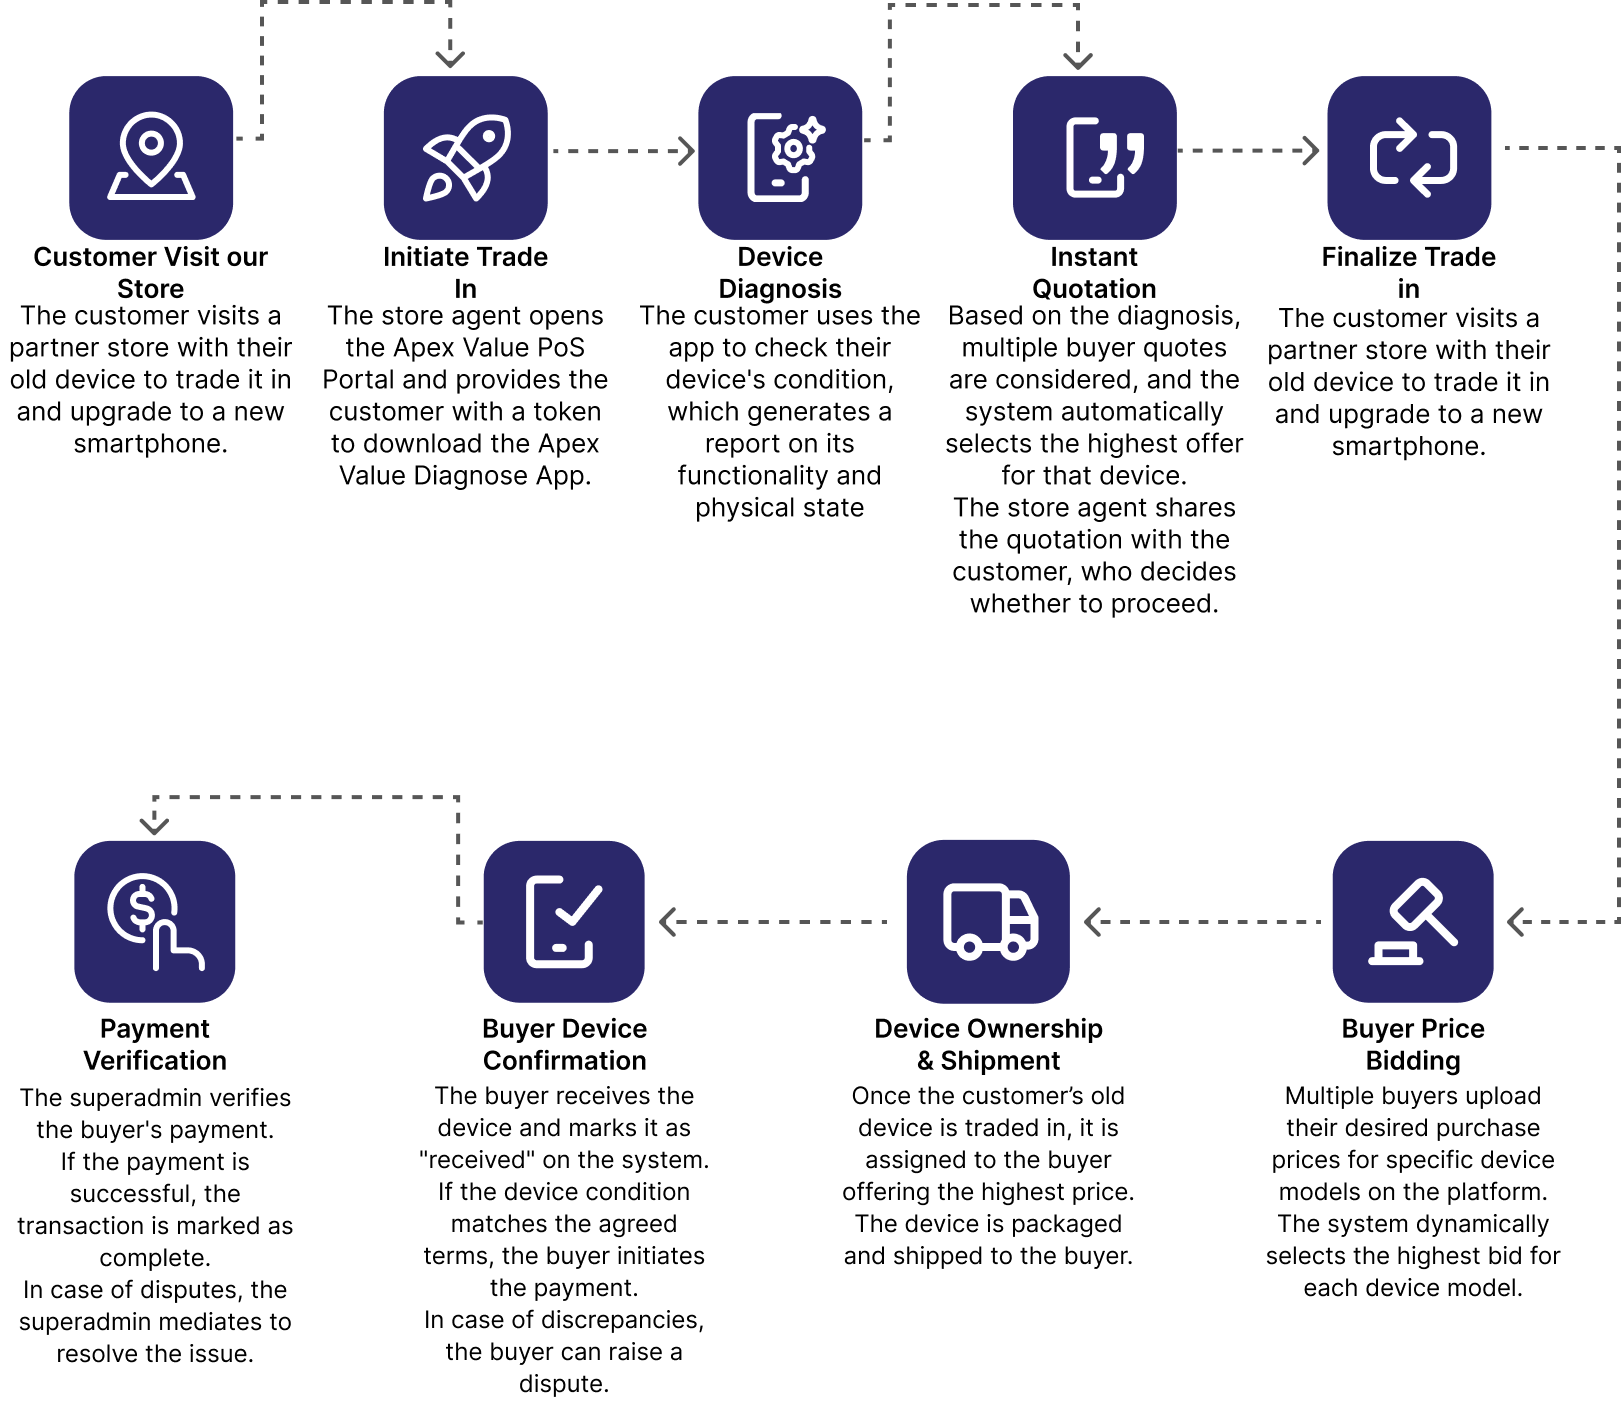 Customer Visit our
Store
The customer visits a
partner store with their
old device to trade it in
and upgrade to a new
smartphone.
Initiate Trade
In
The store agent opens
the Apex Value PoS
Portal and provides the
customer with a token
to download the Apex
Value Diagnose App.
Device
Diagnosis
The customer uses the
app to check their
device's condition,
which generates a
report on its
functionality and
physical state
Instant
Quotation
Based on the diagnosis,
multiple buyer quotes
are considered, and the
system automatically
selects the highest offer
for that device.
The store agent shares
the quotation with the
customer, who decides
whether to proceed.
Finalize Trade
in
The customer visits a
partner store with their
old device to trade it in
and upgrade to a new
smartphone.
Buyer Price
Bidding
Multiple buyers upload
their desired purchase
prices for specific device
models on the platform.
The system dynamically
selects the highest bid for
each device model.
Device Ownership
& Shipment
Once the customer’s old
device is traded in, it is
assigned to the buyer
offering the highest price.
The device is packaged
and shipped to the buyer.
Buyer Device
Confirmation
The buyer receives the
device and marks it as
"received" on the system.
If the device condition
matches the agreed
terms, the buyer initiates
the payment.
In case of discrepancies,
the buyer can raise a
dispute.
Payment
Verification
The superadmin verifies
the buyer's payment.
If the payment is
successful, the
transaction is marked as
complete.
In case of disputes, the
superadmin mediates to
resolve the issue.